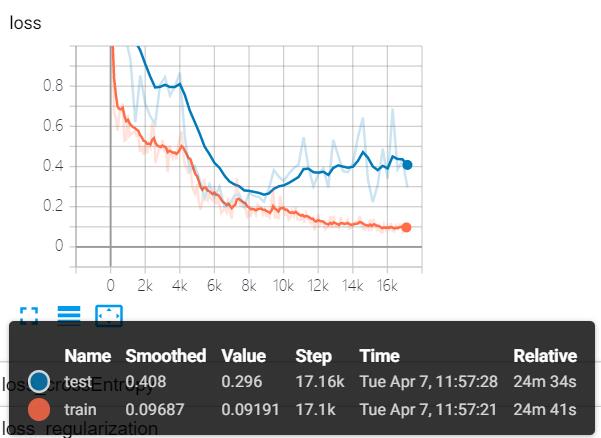 loss
0.8
0.6
0.4
0.2
0
0 2k 4k 6k 8k 10k 12k 14k 16k
Name Smoothed Value Step Time Relative
loss_crossEntropy
test 0.408 0.296 17.16k Tue Apr 7, 11:57:28 24m 34s
train 0.09687 0.09191 17.1k Tue Apr 7, 11:57:21 24m 41s
loss_regularization